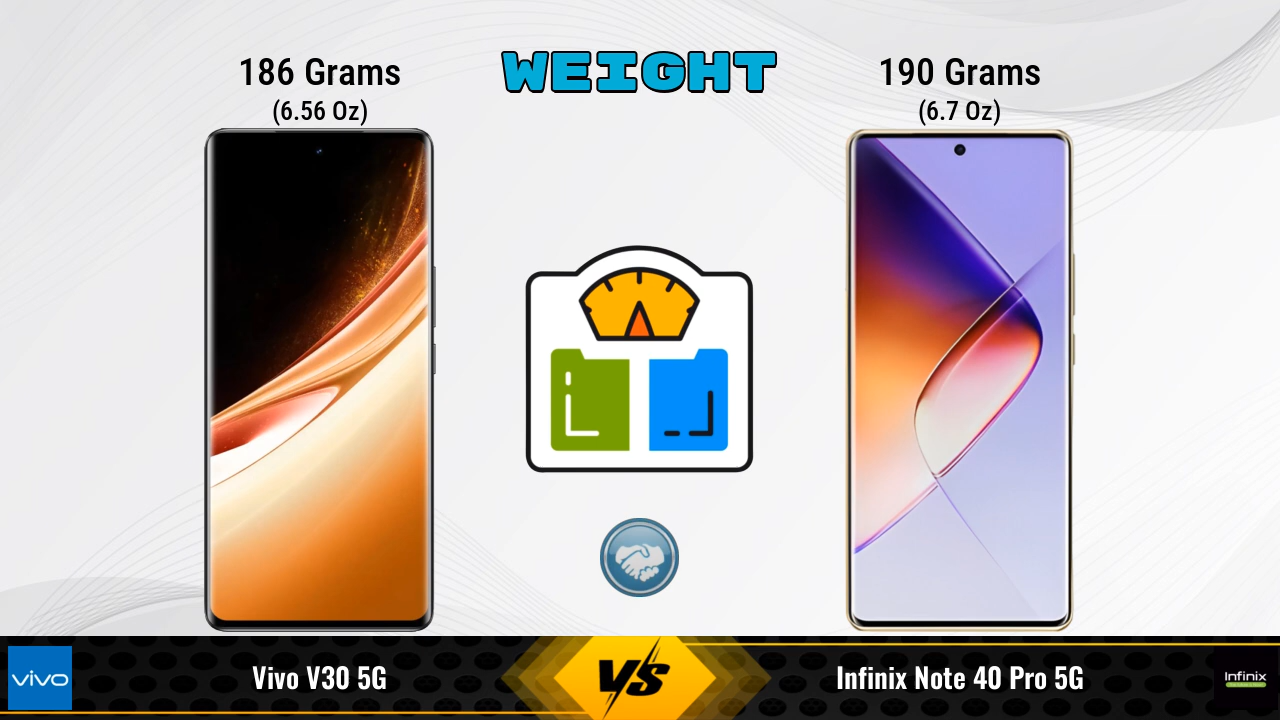 WEIGHT
186 Grams
(6.56 Oz)
190 Grams
(6.7 Oz)
vivo
Vivo V30 5G
VS
Infinix Note 40 Pro 5G
Infinix